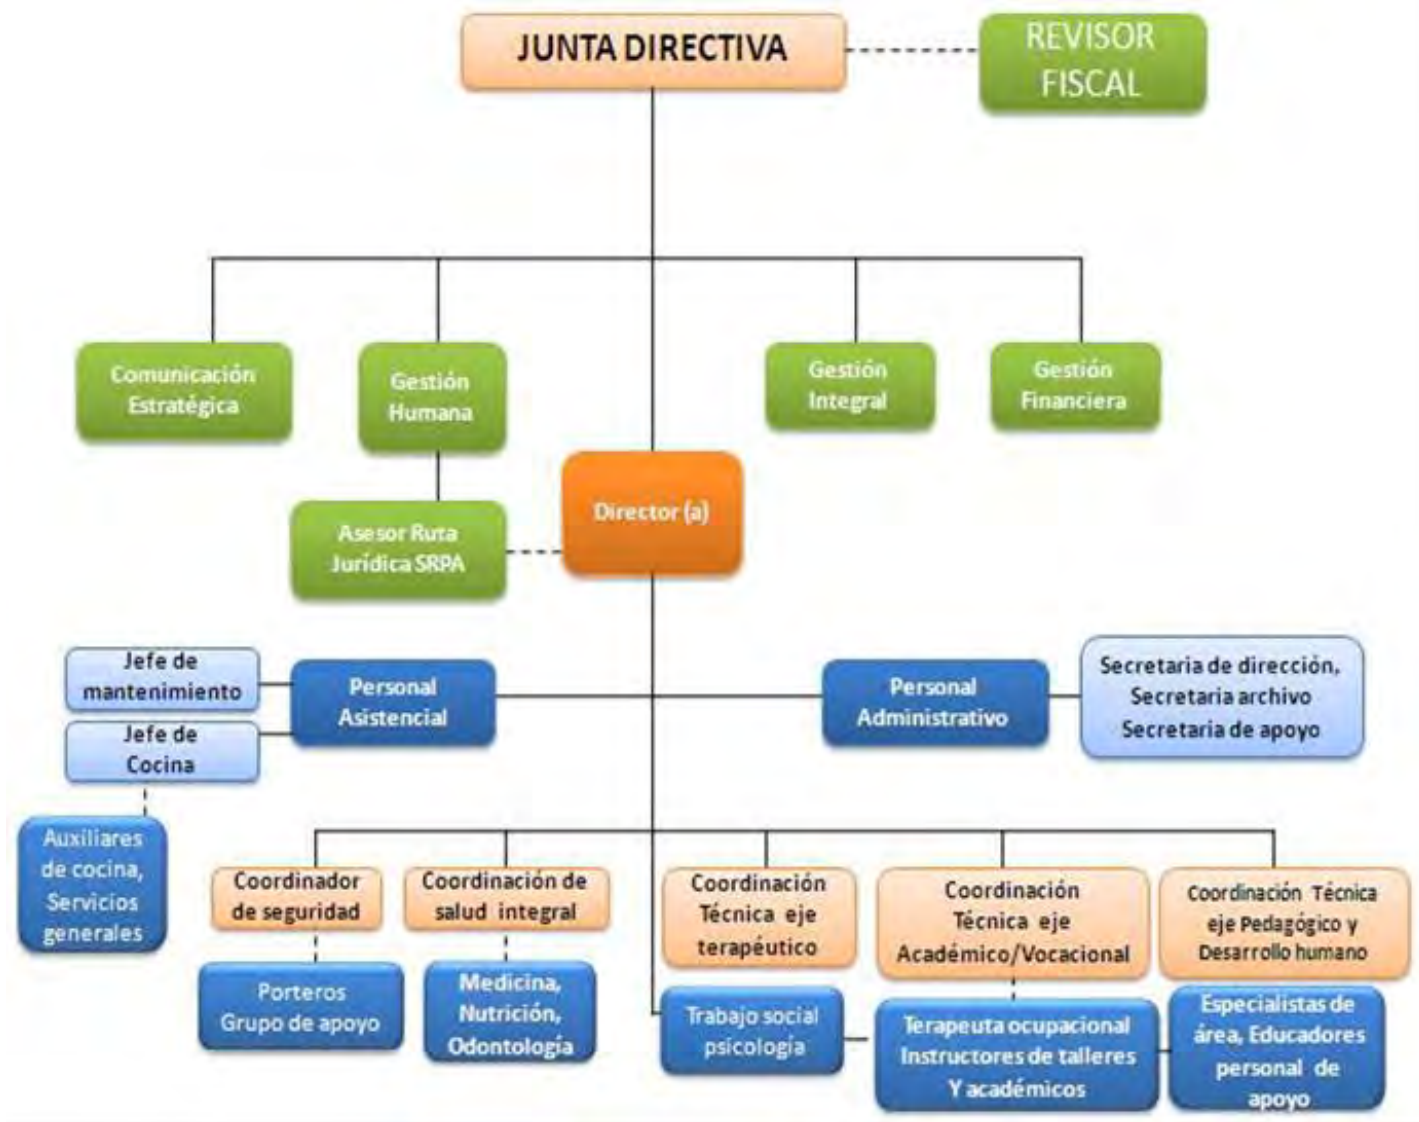 JUNTA DIRECTIVA
REVISOR
FISCAL
Comunicación
Estratégica
Gestión
Humana
Gestión
Integral
Gestión
Financiera
Director (a)
Asesor Ruta
Jurídica SRPA
Jefe de
mantenimiento
Personal
Asistencial
Personal
Administrativo
Secretaria de dirección,
Secretaria archivo
Secretaria de apoyo
Jefe de
Cocina
Auxiliares
de cocina,
Servicios
generales
Coordinador
de seguridad
Coordinación de
salud integral
Coordinación
Técnica eje
terapéutico
Coordinación
Técnica eje
Académico/Vocacional
Coordinación Técnica
eje Pedagógico y
Desarrollo humano
Porteros
Grupo de apoyo
Medicina,
Nutrición,
Odontología
Trabajo social
psicología
Terapeuta ocupacional
Instructores de talleres
Y académicos
Especialistas de
área, Educadores
personal de
apoyo